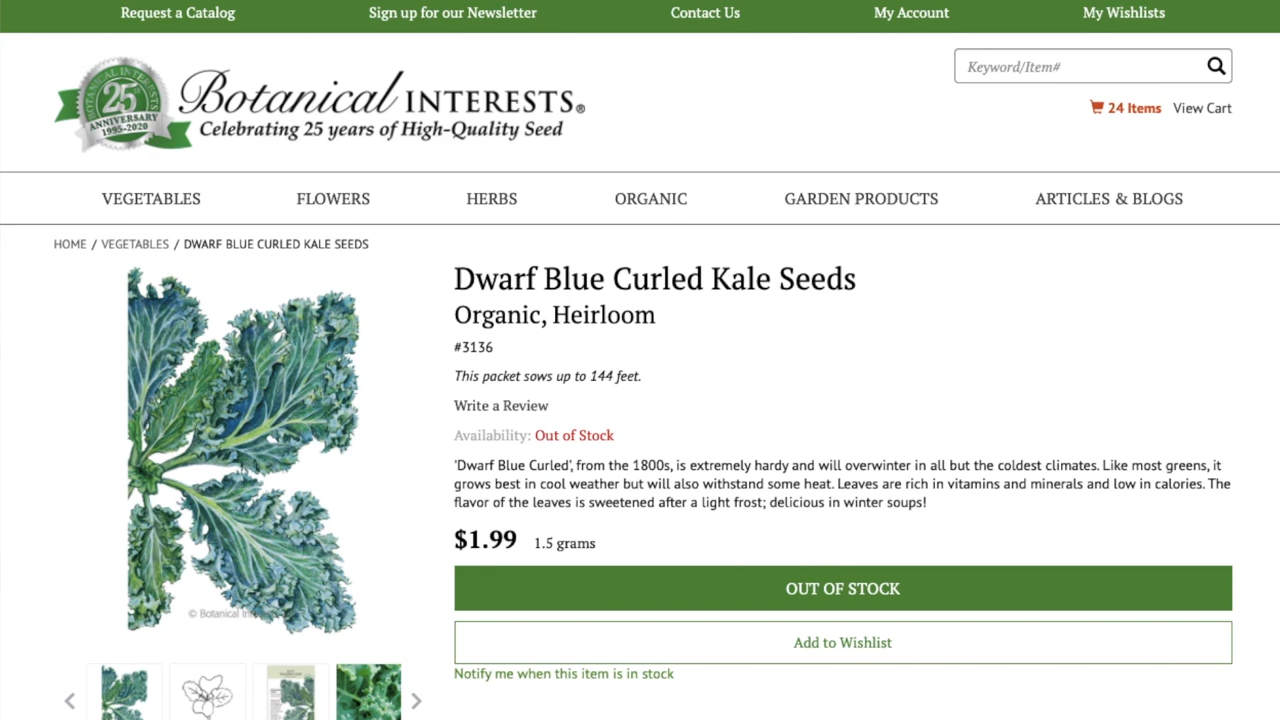 Request a Catalog
Sign up for our Newsletter
Contact Us
My Account
My Wishlists
BOTANICAL INTERESTS
25th
ANNIVERSARY
1995-2020
Botanical INTERESTS®
Celebrating 25 years of High-Quality Seed
Keyword/Item#
24 Items View Cart
VEGETABLES
FLOWERS
HERBS
ORGANIC
GARDEN PRODUCTS
ARTICLES & BLOGS
HOME / VEGETABLES / DWARF BLUE CURLED KALE SEEDS
Dwarf Blue Curled Kale Seeds
Organic, Heirloom
#3136
This packet sows up to 144 feet.
Write a Review
Availability: Out of Stock
'Dwarf Blue Curled', from the 1800s, is extremely hardy and will overwinter in all but the coldest climates. Like most greens, it
grows best in cool weather but will also withstand some heat. Leaves are rich in vitamins and minerals and low in calories. The
flavor of the leaves is sweetened after a light frost; delicious in winter soups!
$1.99 1.5 grams
OUT OF STOCK
Add to Wishlist
Notify me when this item is in stock
© Botanical